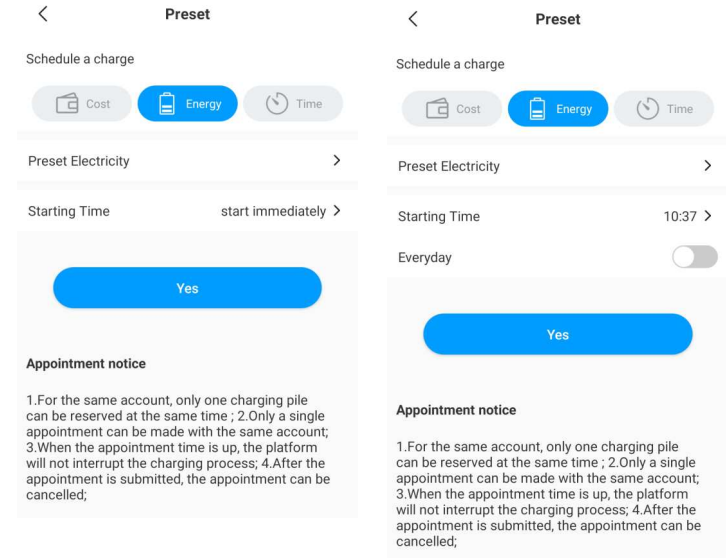 Preset
Schedule a charge
Cost
Energy
Time
Preset Electricity
Starting Time
start immediately
Yes
Appointment notice
1.For the same account, only one charging pile
can be reserved at the same time ; 2.Only a single
appointment can be made with the same account;
3.When the appointment time is up, the platform
will not interrupt the charging process; 4.After the
appointment is submitted, the appointment can be
cancelled;
Preset
Schedule a charge
Cost
Energy
Time
Preset Electricity
Starting Time
10:37
Everyday
Yes
Appointment notice
1.For the same account, only one charging pile
can be reserved at the same time ; 2.Only a single
appointment can be made with the same account;
3.When the appointment time is up, the platform
will not interrupt the charging process; 4.After the
appointment is submitted, the appointment can be
cancelled;